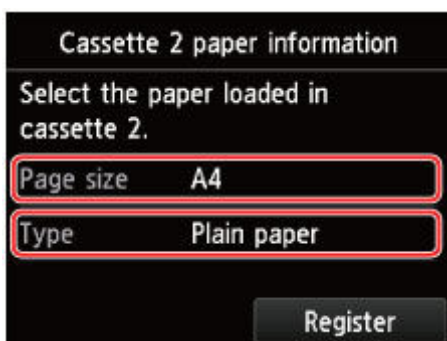 Cassette 2 paper information
Select the paper loaded in
cassette 2.
Page size A4
Type Plain paper
Register